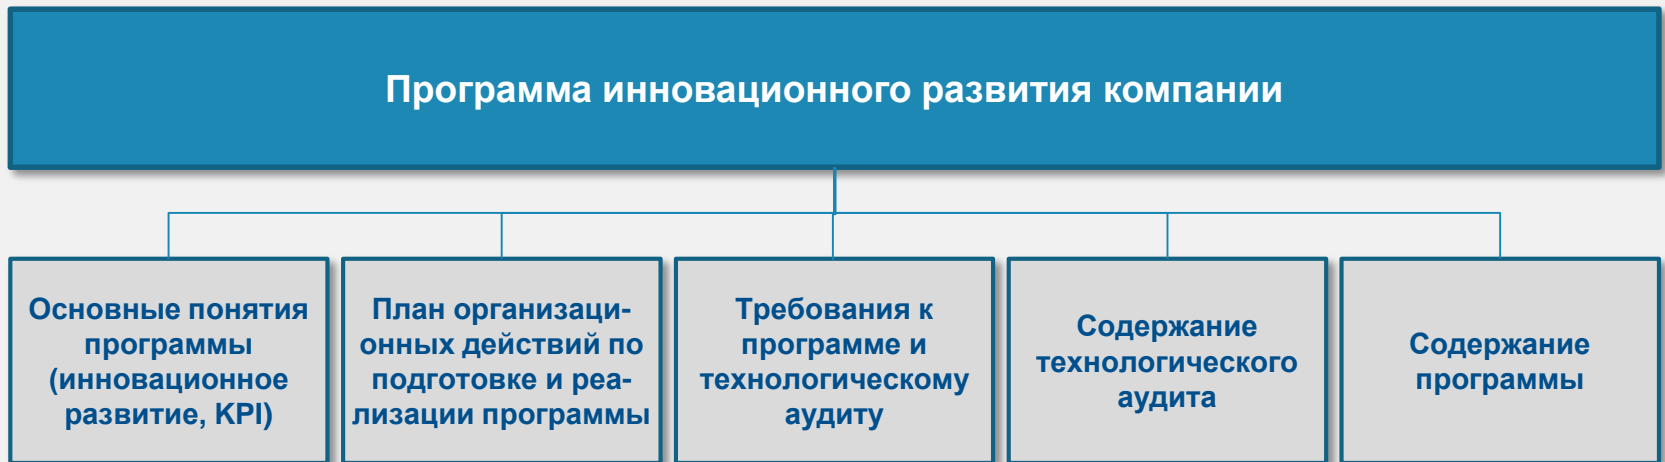 Программа инновационного развития компании
Основные понятия
программы
(инновационное
развитие, KPI)
План организаци-
онных действий по
подготовке и реа-
лизации программы
Требования к
программе и
технологическому
аудиту
Содержание
технологического
аудита
Содержание
программы